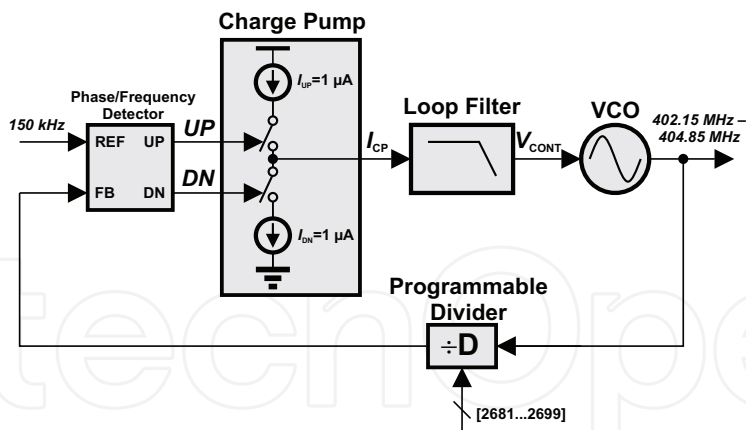 Charge Pump
I_UP=1 µA
Phase/Frequency
Detector
150 kHz
REF UP
FB DN
UP
DN
I_CP
I_DN=1 µA
Loop Filter
V_CONT
VCO
402.15 MHz –
404.85 MHz
Programmable
Divider
÷D
[2681...2699]
tecnOpe